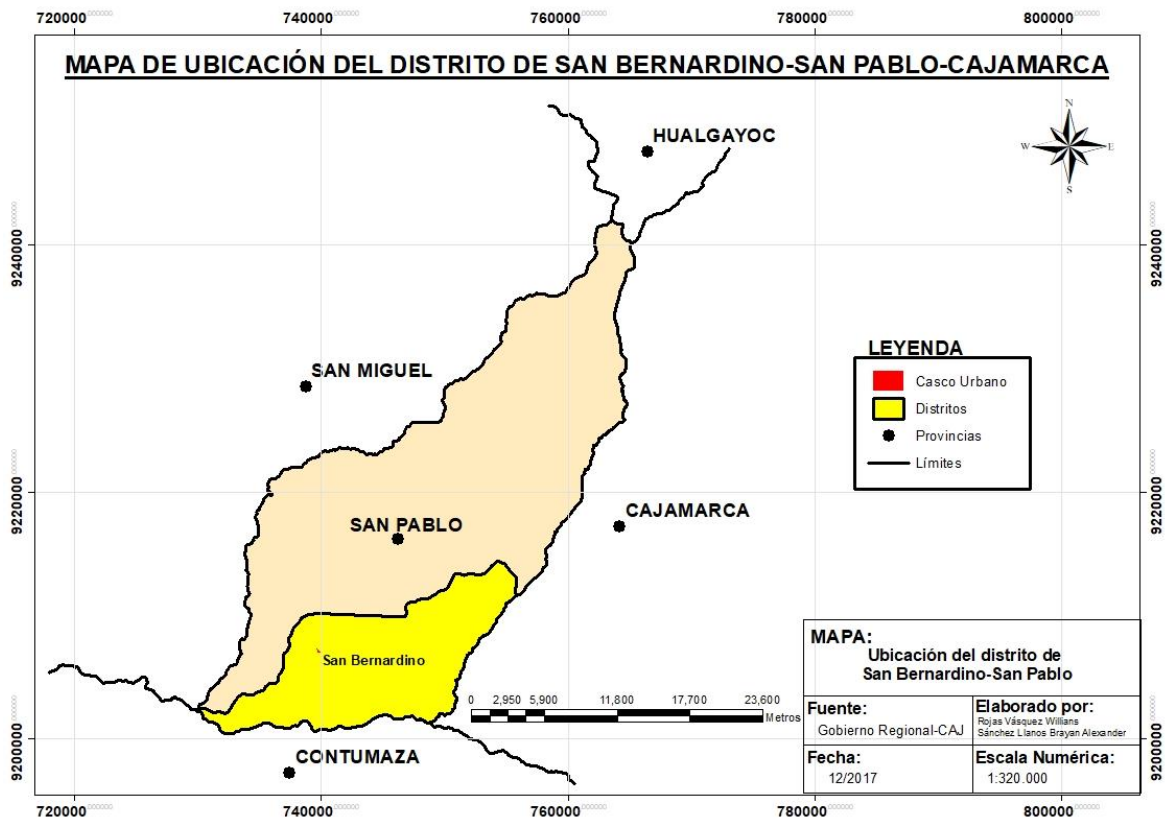 720000 740000 760000 780000 800000
MAPA DE UBICACIÓN DEL DISTRITO DE SAN BERNARDINO-SAN PABLO-CAJAMARCA
N
W E
S
HUALGAYOC
9240000 9240000
SAN MIGUEL
LEYENDA
Casco Urbano
Distritos
Provincias
Límites
9220000 9220000
SAN PABLO
CAJAMARCA
San Bernardino
0 2,950 5,900 11,800 17,700 23,600
Metros
CONTUMAZA
9200000 9200000
MAPA:
Ubicación del distrito de
San Bernardino-San Pablo
Fuente:
Gobierno Regional-CAJ
Elaborado por:
Rojas Vásquez Willians
Sánchez Llanos Brayan Alexander
Fecha:
12/2017
Escala Numérica:
1:320.000
720000 740000 760000 780000 800000